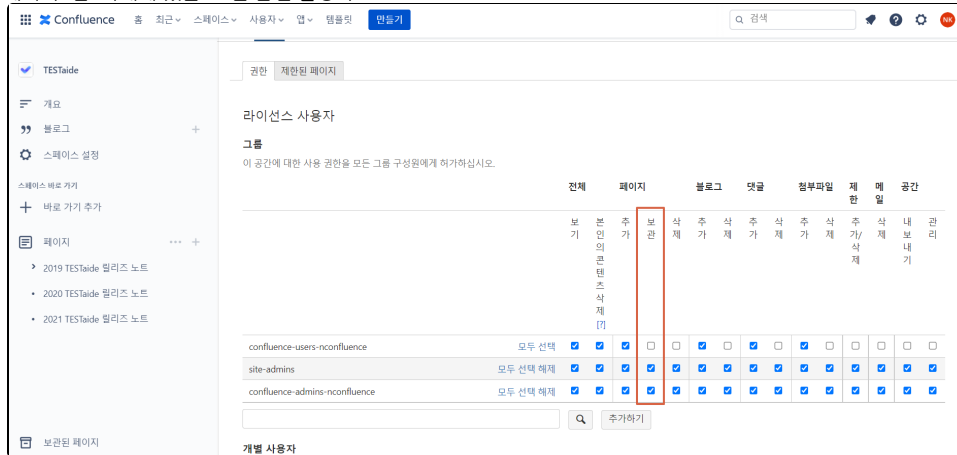 Confluence 홈 최근 스페이스 사용자 앱 템플릿 만들기 검색 NK
TESTaide
개요
블로그
스페이스 설정
스페이스 바로 가기
바로 가기 추가
페이지
2019 TESTaide 릴리즈 노트
2020 TESTaide 릴리즈 노트
2021 TESTaide 릴리즈 노트
보관된 페이지
권한 제한된 페이지
라이선스 사용자
그룹
이 공간에 대한 사용 권한을 모든 그룹 구성원에게 허가하십시오.
전체 페이지 블로그 댓글 첨부파일 제한 메일 공간
보기 본인의콘텐츠삭제 [?] 추가 보관 삭제 추가 삭제 추가 삭제 추가 삭제 추가/삭제 삭제 내보내기 관리
confluence-users-nconfluence 모두 선택
site-admins 모두 선택 해제
confluence-admins-nconfluence 모두 선택 해제
추가하기
개별 사용자